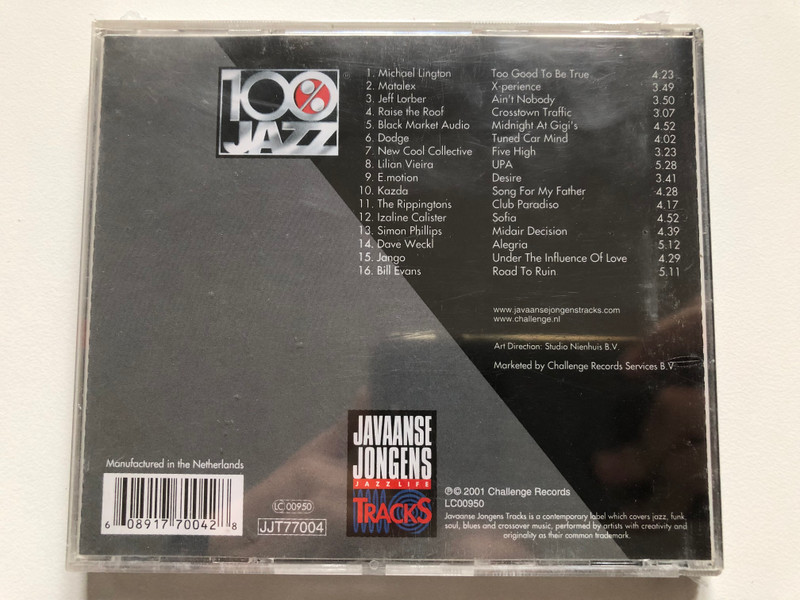 100%
JAZZ
®
1. Michael Lington Too Good To Be True 4.23
2. Matalex X-perience 3.49
3. Jeff Lorber Ain't Nobody 3.50
4. Raise the Roof Crosstown Traffic 3.07
5. Black Market Audio Midnight At Gigi's 4.52
6. Dodge Tuned Car Mind 4.02
7. New Cool Collective Five High 3.23
8. Lilian Vieira UPA 5.28
9. E.motion Desire 3.41
10. Kazda Song For My Father 4.28
11. The Rippingtons Club Paradiso 4.17
12. Izaline Calister Sofia 4.52
13. Simon Phillips Midair Decision 4.39
14. Dave Weckl Alegria 5.12
15. Jango Under The Influence Of Love 4.29
16. Bill Evans Road To Ruin 5.11
www.javaansejongenstracks.com
www.challenge.nl
Art Direction: Studio Nienhuis B.V.
Marketed by Challenge Records Services B.V.
JAVAANSE
JONGENS
JAZZLIFE
TRACKS
Manufactured in the Netherlands
6 08917 70042 8
LC 00950
JJT77004
℗© 2001 Challenge Records
LC00950
Javaanse Jongens Tracks is a contemporary label which covers jazz, funk,
soul, blues and crossover music, performed by artists with creativity and
originality as their common trademark.